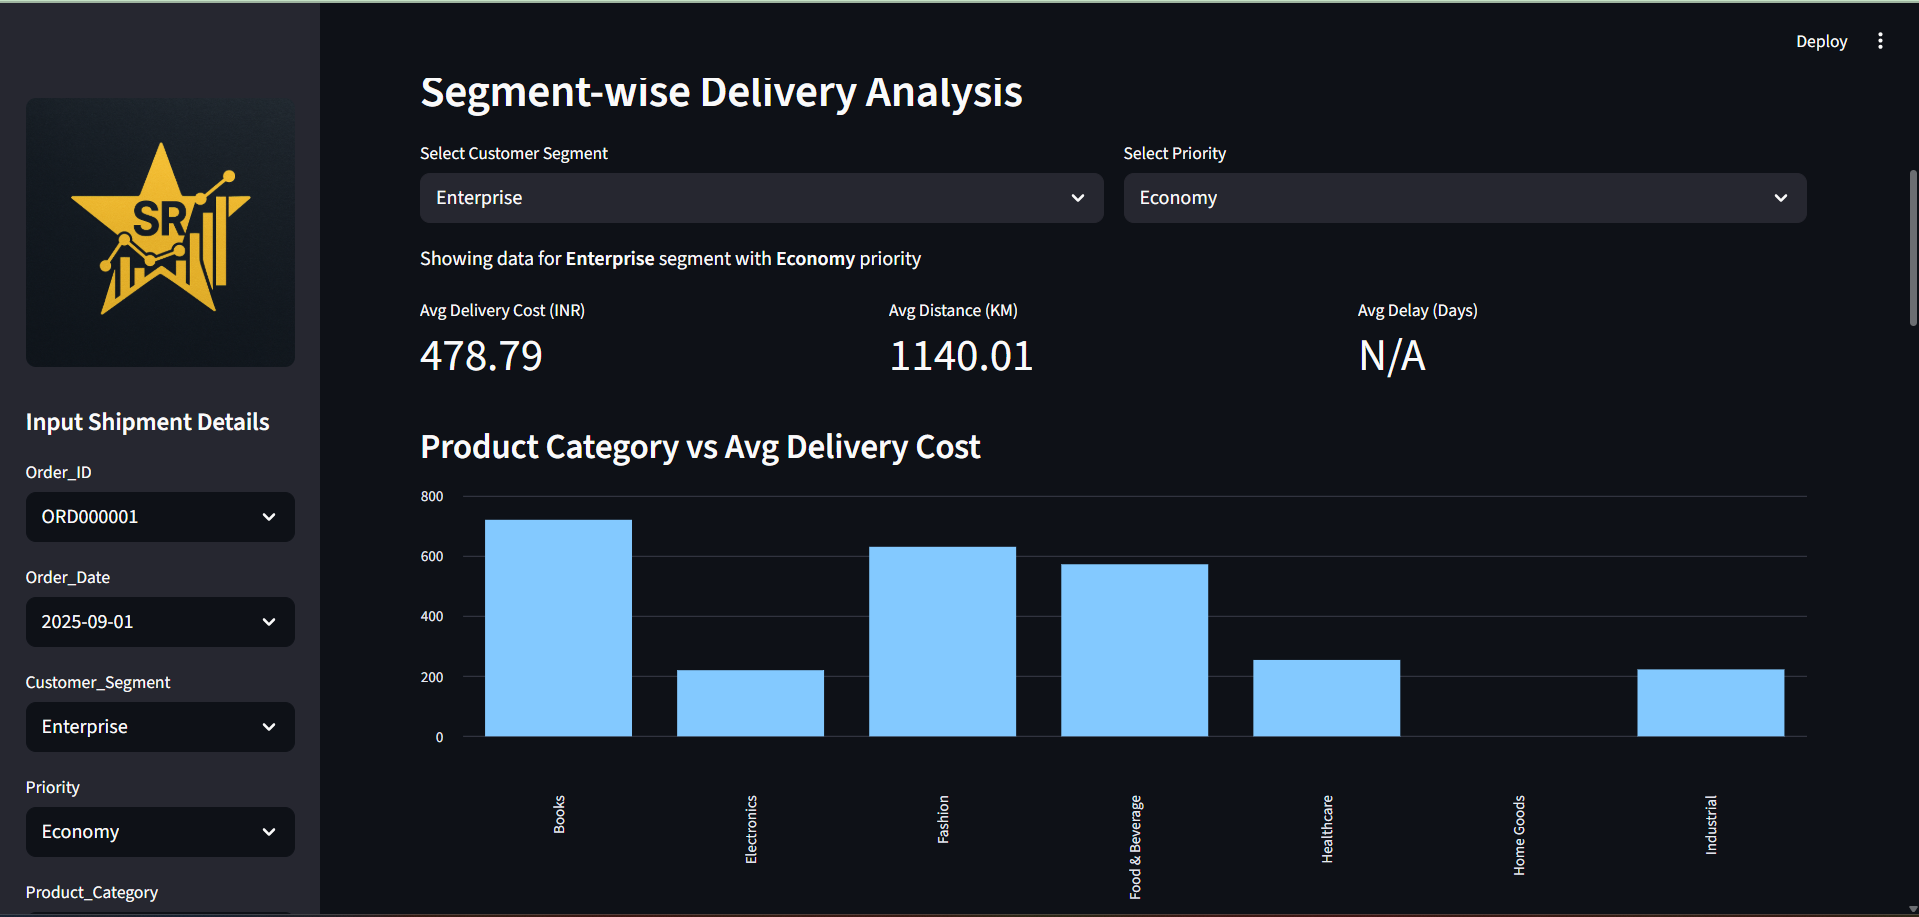 Deploy
SR
Input Shipment Details
Order_ID
ORD000001
Order_Date
2025-09-01
Customer_Segment
Enterprise
Priority
Economy
Product_Category
Segment-wise Delivery Analysis
Select Customer Segment
Enterprise
Select Priority
Economy
Showing data for Enterprise segment with Economy priority
Avg Delivery Cost (INR)
478.79
Avg Distance (KM)
1140.01
Avg Delay (Days)
N/A
Product Category vs Avg Delivery Cost
800
600
400
200
0
Books
Electronics
Fashion
Food & Beverage
Healthcare
Home Goods
Industrial